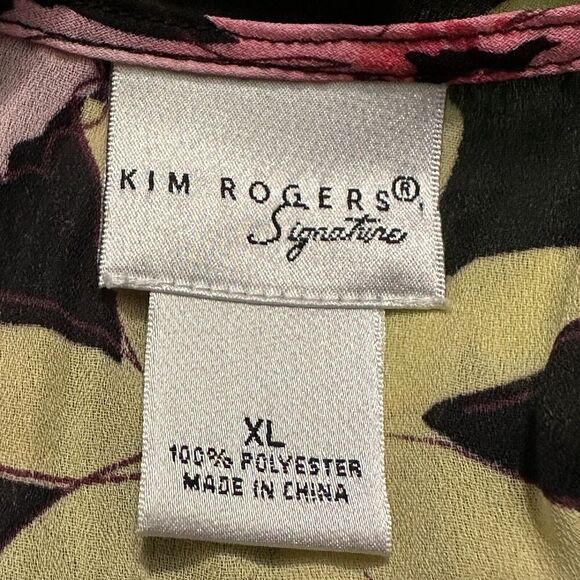 KIM ROGERS®
Signature
XL
100% POLYESTER
MADE IN CHINA